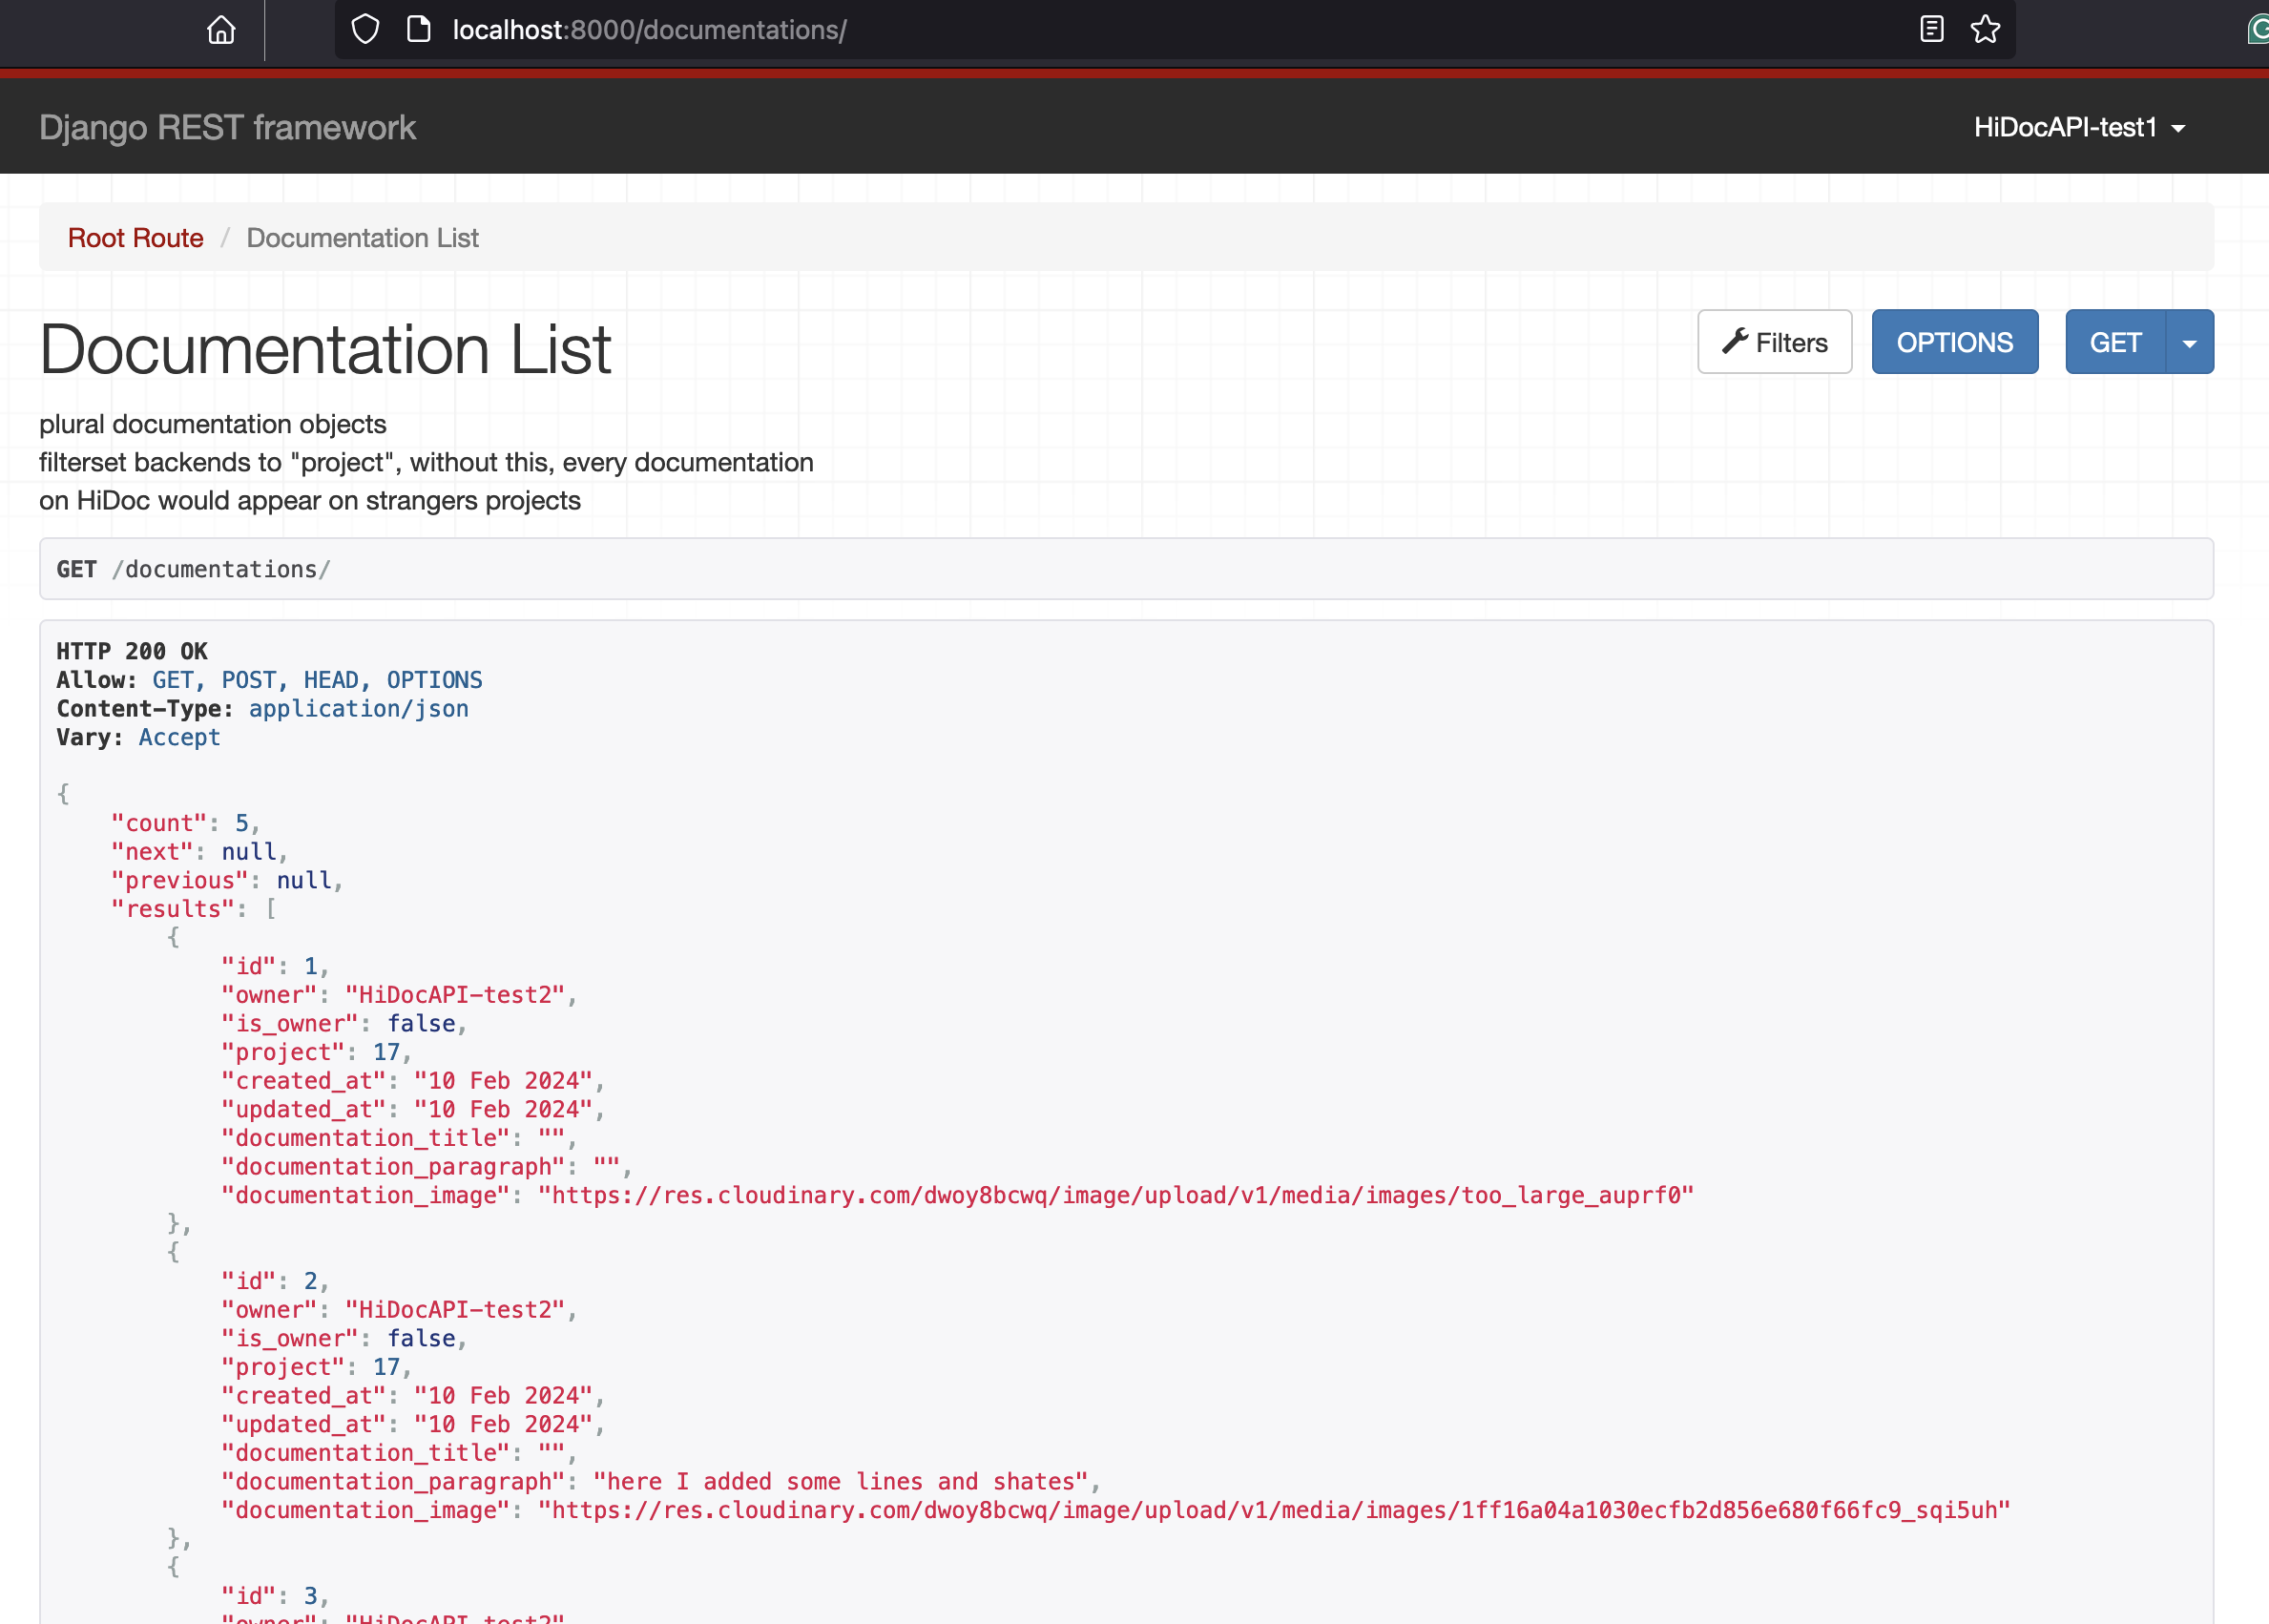 localhost:8000/documentations/
Django REST framework
HiDocAPI-test1
Root Route / Documentation List
Documentation List
Filters
OPTIONS
GET
plural documentation objects
filterset backends to "project", without this, every documentation
on HiDoc would appear on strangers projects
GET /documentations/
HTTP 200 OK
Allow: GET, POST, HEAD, OPTIONS
Content-Type: application/json
Vary: Accept
{
"count": 5,
"next": null,
"previous": null,
"results": [
{
"id": 1,
"owner": "HiDocAPI-test2",
"is_owner": false,
"project": 17,
"created_at": "10 Feb 2024",
"updated_at": "10 Feb 2024",
"documentation_title": "",
"documentation_paragraph": "",
"documentation_image": "https://res.cloudinary.com/dwoy8bcwq/image/upload/v1/media/images/too_large_auprf0"
},
{
"id": 2,
"owner": "HiDocAPI-test2",
"is_owner": false,
"project": 17,
"created_at": "10 Feb 2024",
"updated_at": "10 Feb 2024",
"documentation_title": "",
"documentation_paragraph": "here I added some lines and shates",
"documentation_image": "https://res.cloudinary.com/dwoy8bcwq/image/upload/v1/media/images/1ff16a04a1030ecfb2d856e680f66fc9_sqi5uh"
},
{
"id": 3,
"owner": "HiDocAPI-test2"